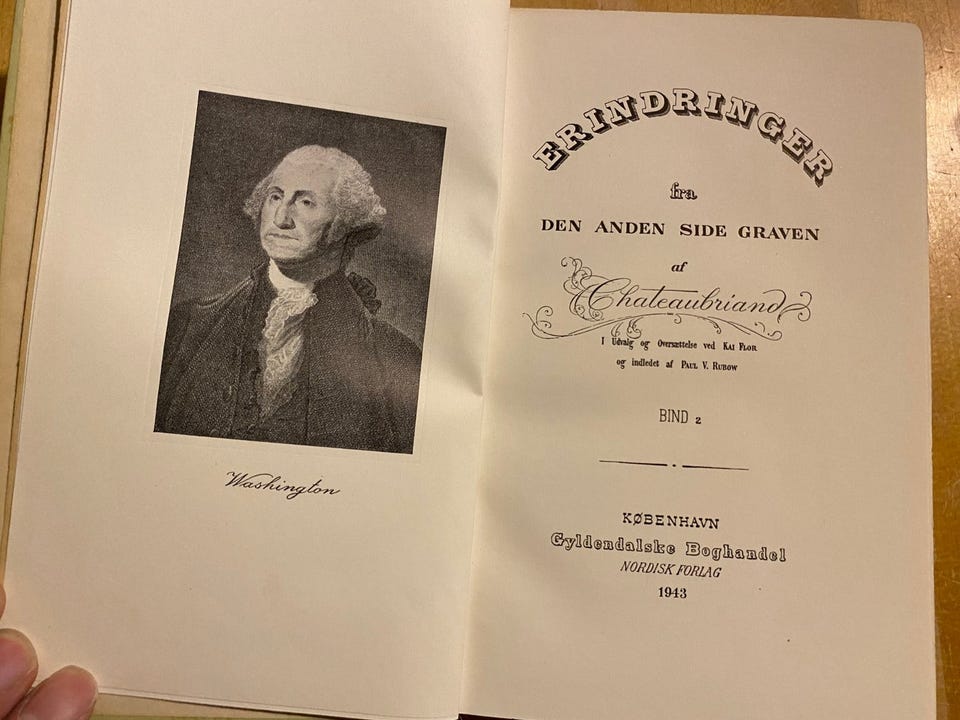 Washington
ERINDRINGER
fra
DEN ANDEN SIDE GRAVEN
af
Chateaubriand
I Udvalg og Oversættelse ved KAI FLOR
og indledet af PAUL V. RUBOW
BIND 2
KØBENHAVN
Gyldendalske Boghandel
NORDISK FORLAG
1943